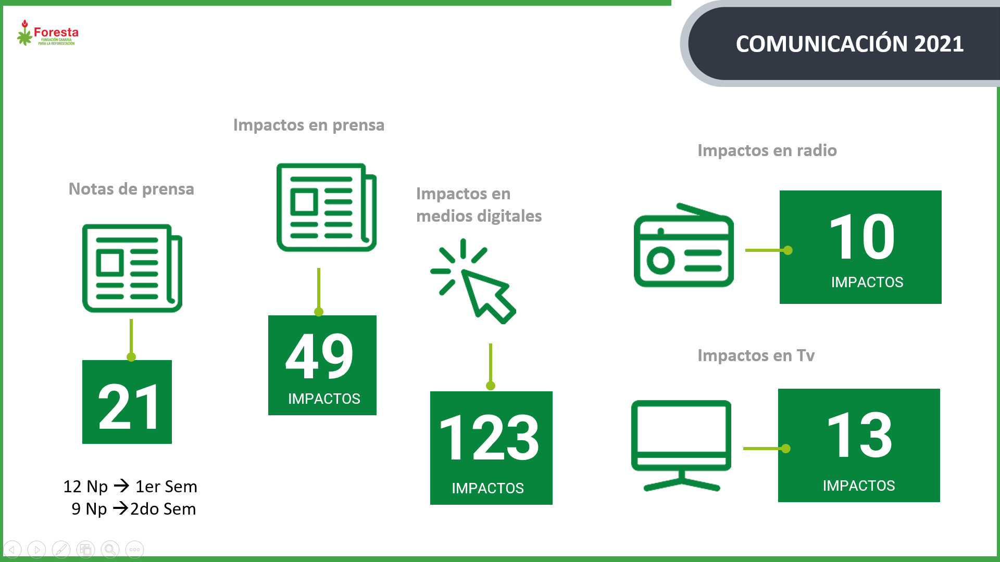 Foresta
FUNDACIÓN CANARIA
PARA LA REFORESTACIÓN
COMUNICACIÓN 2021
Notas de prensa
21
12 Np → 1er Sem
9 Np →2do Sem
Impactos en prensa
49
IMPACTOS
Impactos en
medios digitales
123
IMPACTOS
Impactos en radio
10
IMPACTOS
Impactos en Tv
13
IMPACTOS